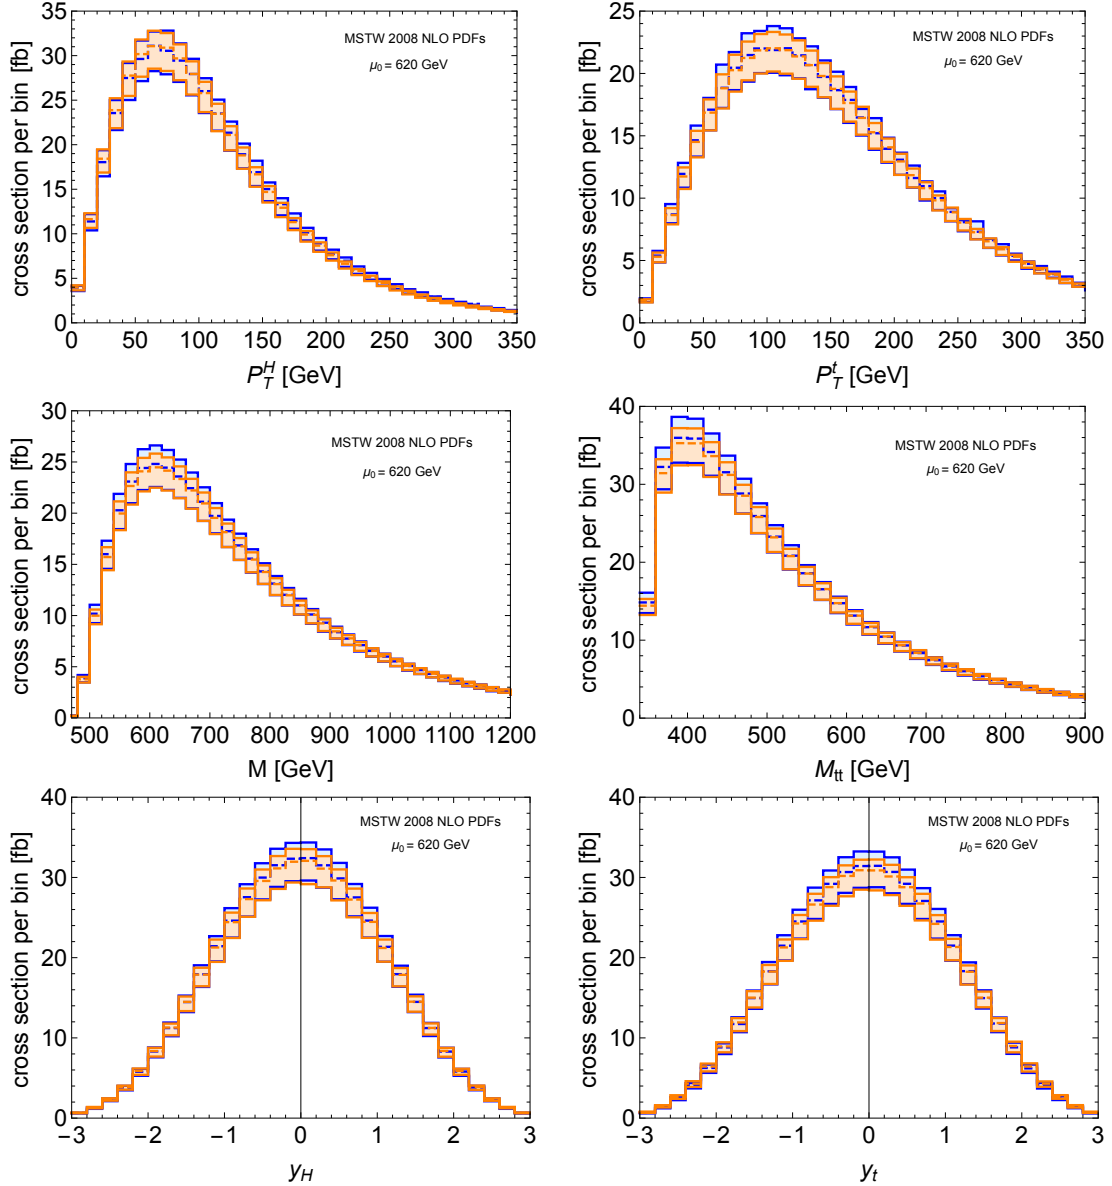 cross section per bin [fb]
35
30
25
20
15
10
5
0
MSTW 2008 NLO PDFs
μ₀ = 620 GeV
0 50 100 150 200 250 300 350
P_T^H [GeV]
cross section per bin [fb]
25
20
15
10
5
0
MSTW 2008 NLO PDFs
μ₀ = 620 GeV
0 50 100 150 200 250 300 350
P_T^t [GeV]
cross section per bin [fb]
30
25
20
15
10
5
0
MSTW 2008 NLO PDFs
μ₀ = 620 GeV
500 600 700 800 900 1000 1100 1200
M [GeV]
cross section per bin [fb]
40
30
20
10
0
MSTW 2008 NLO PDFs
μ₀ = 620 GeV
400 500 600 700 800 900
M_tt [GeV]
cross section per bin [fb]
40
30
20
10
0
MSTW 2008 NLO PDFs
μ₀ = 620 GeV
−3 −2 −1 0 1 2 3
y_H
cross section per bin [fb]
40
30
20
10
0
MSTW 2008 NLO PDFs
μ₀ = 620 GeV
−3 −2 −1 0 1 2 3
y_t